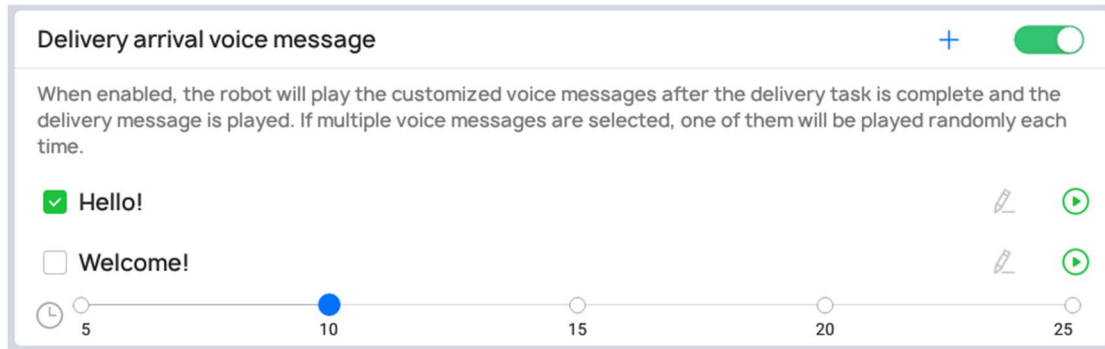 Delivery arrival voice message
When enabled, the robot will play the customized voice messages after the delivery task is complete and the
delivery message is played. If multiple voice messages are selected, one of them will be played randomly each
time.
Hello!
Welcome!
5 10 15 20 25